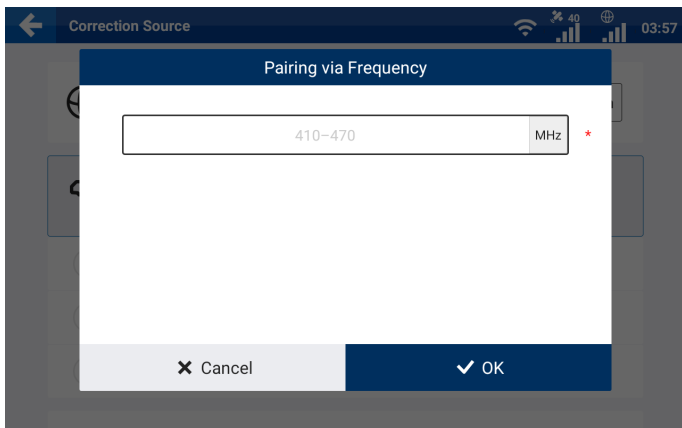 Correction Source
40
03:57
Pairing via Frequency
410-470
MHz *
Cancel
OK